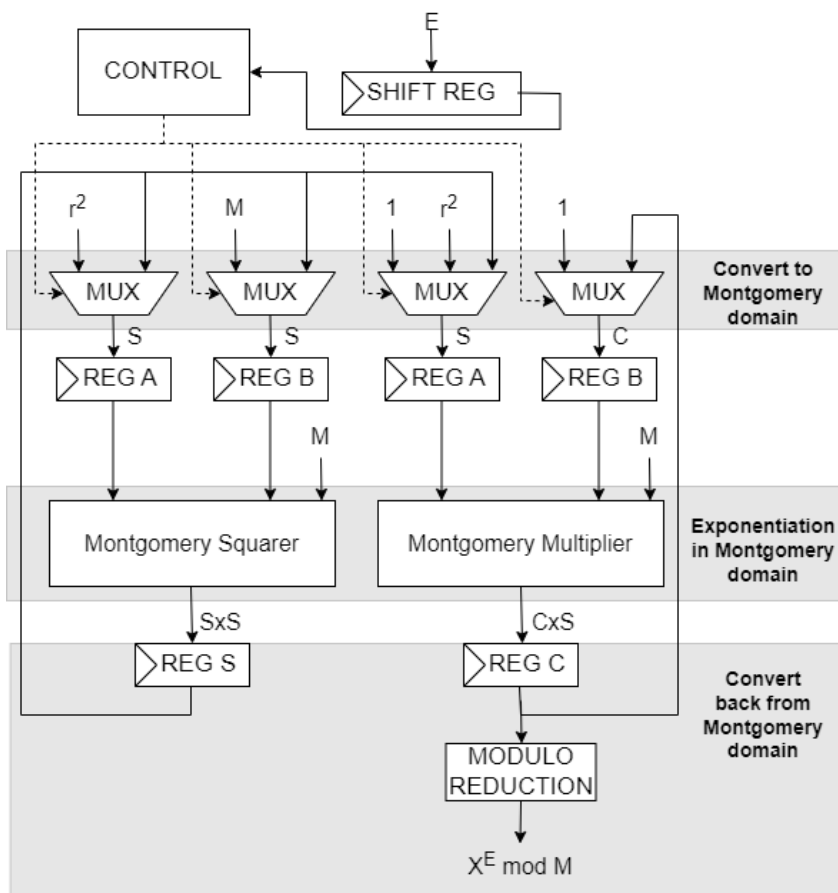 E
CONTROL
SHIFT REG
r²
M
1
r²
1
MUX
MUX
MUX
MUX
Convert to
Montgomery
domain
S
S
S
C
REG A
REG B
REG A
REG B
M
M
Montgomery Squarer
Montgomery Multiplier
Exponentiation
in Montgomery
domain
SxS
CxS
REG S
REG C
Convert
back from
Montgomery
domain
MODULO
REDUCTION
Xᴱ mod M